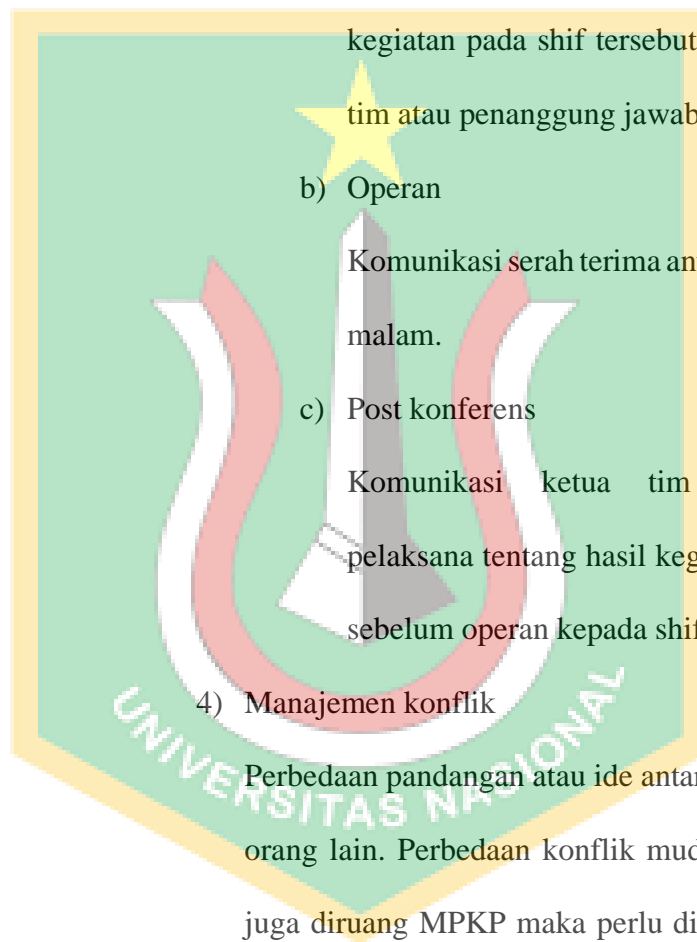 kegiatan pada shif tersebut
tim atau penanggung jawab
b) Operan
Komunikasi serah terima an
malam.
c) Post konferens
Komunikasi ketua tim
pelaksana tentang hasil keg
sebelum operan kepada shif
4) Manajemen konflik
Perbedaan pandangan atau ide antar
orang lain. Perbedaan konflik mud
juga diruang MPKP maka perlu di
UNIVERSITAS NASIONAL